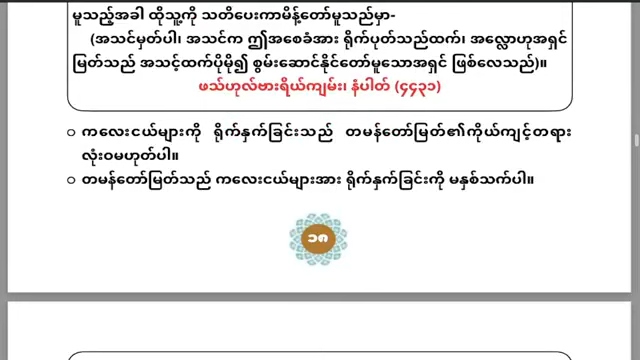 မူသည့်အခါ ထိုသူ့ကို သတိပေးကာမိန့်တော်မူသည်မှာ-
(အသင်မှတ်ပါ၊ အသင်က ဤအစေခံအား ရိုက်ပုတ်သည်ထက်၊ အလ္လောဟုအရှင်
မြတ်သည် အသင့်ထက်ပိုမို၍ စွမ်းဆောင်နိုင်တော်မူသောအရှင် ဖြစ်လေသည်)။
ဖသ်ဟုလ်ဗားရီယ်ကျမ်း၊ နံပါတ် (၄၄၃၁)
○ ကလေးငယ်များကို ရိုက်နှက်ခြင်းသည် တမန်တော်မြတ်၏ကိုယ်ကျင့်တရား
လုံးဝမဟုတ်ပါ။
○ တမန်တော်မြတ်သည် ကလေးငယ်များအား ရိုက်နှက်ခြင်းကို မနှစ်သက်ပါ။
၁၈